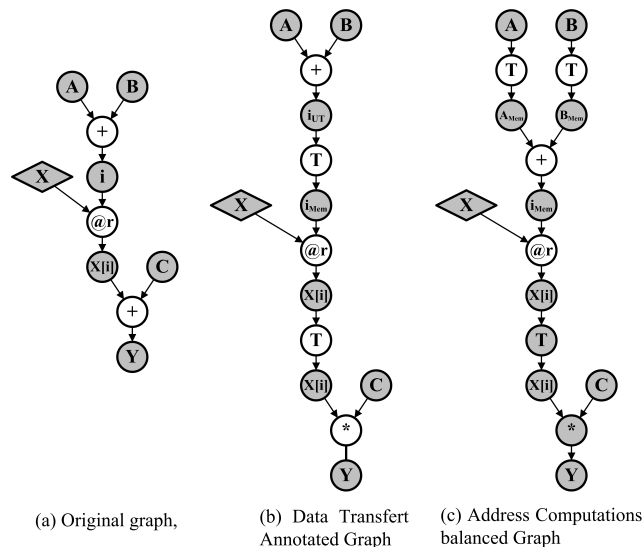 A B
+
i
X
@r
X[i] C
+
Y
(a) Original graph,
A B
+
iUT
T
iMem
X
@r
X[i]
T
X[i] C
*
Y
(b) Data Transfert
Annotated Graph
A B
T T
AMem BMem
+
iMem
X
@r
X[i]
T
X[i] C
*
Y
(c) Address Computations
balanced Graph